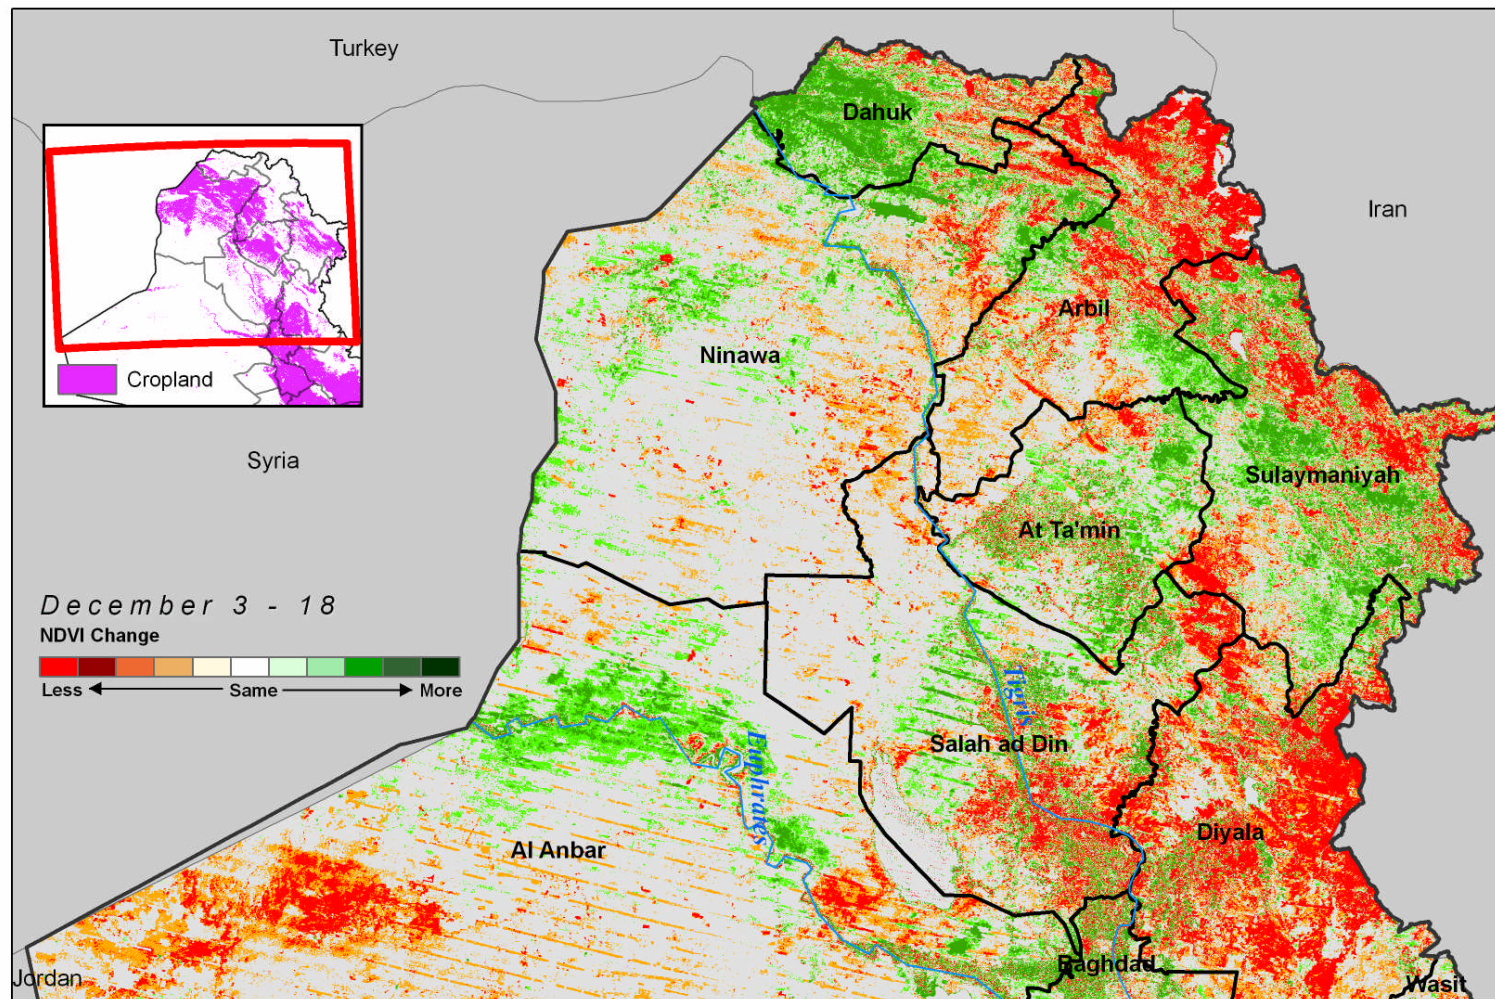 Turkey
Dahuk
Iran
Arbil
Ninawa
Cropland
Syria
Sulaymaniyah
At Ta'min
December 3 - 18
NDVI Change
Less Same More
Tigris
Salah ad Din
Euphrates
Diyala
Al Anbar
Baghdad
Jordan
Wasit